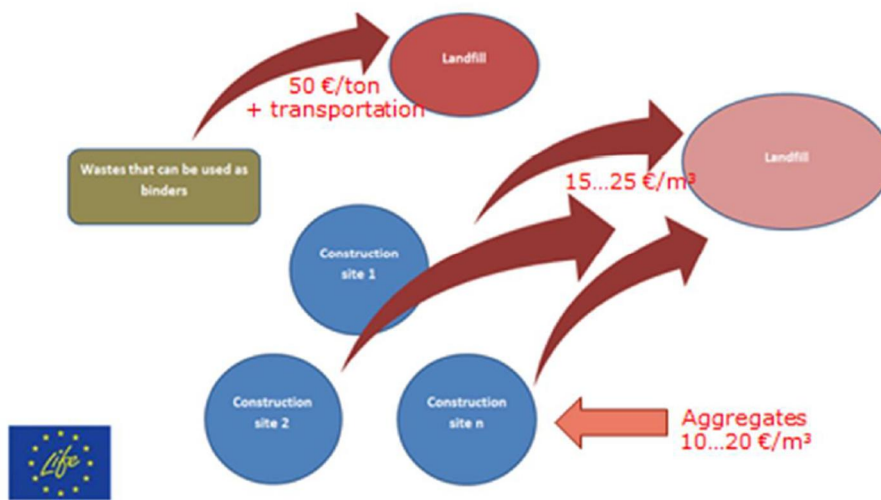 Landfill
50 €/ton
+ transportation
Wastes that can be used as
binders
Landfill
15...25 €/m³
Construction
site 1
Construction
site 2
Construction
site n
Aggregates
10...20 €/m³
Life